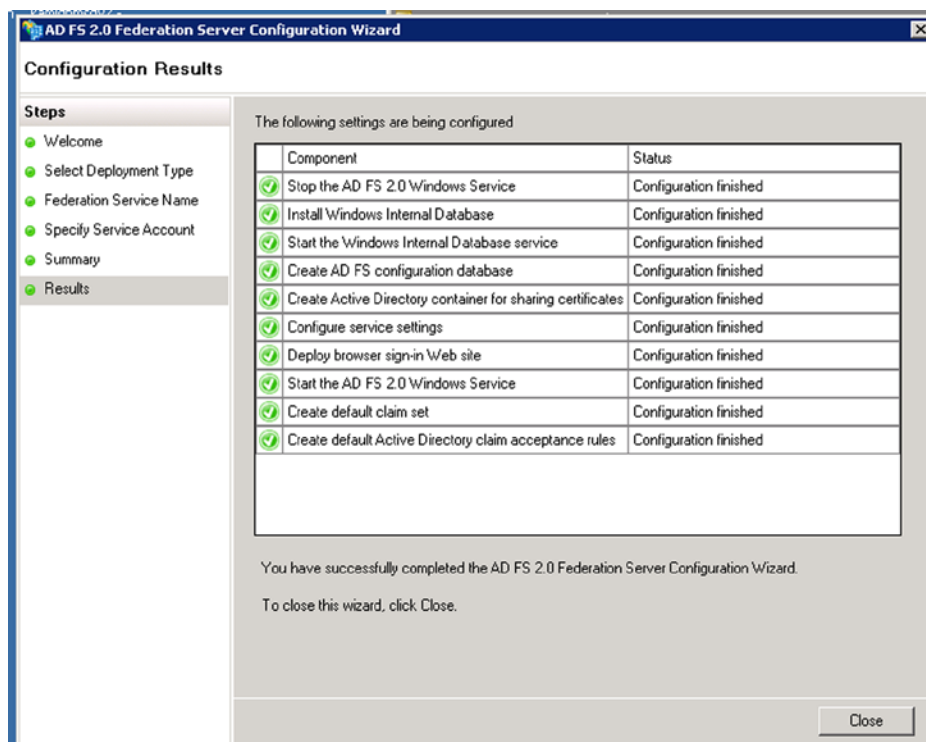 AD FS 2.0 Federation Server Configuration Wizard
Configuration Results
Steps
Welcome
Select Deployment Type
Federation Service Name
Specify Service Account
Summary
Results
The following settings are being configured
Component Status
Stop the AD FS 2.0 Windows Service Configuration finished
Install Windows Internal Database Configuration finished
Start the Windows Internal Database service Configuration finished
Create AD FS configuration database Configuration finished
Create Active Directory container for sharing certificates Configuration finished
Configure service settings Configuration finished
Deploy browser sign-in Web site Configuration finished
Start the AD FS 2.0 Windows Service Configuration finished
Create default claim set Configuration finished
Create default Active Directory claim acceptance rules Configuration finished
You have successfully completed the AD FS 2.0 Federation Server Configuration Wizard.
To close this wizard, click Close.
Close